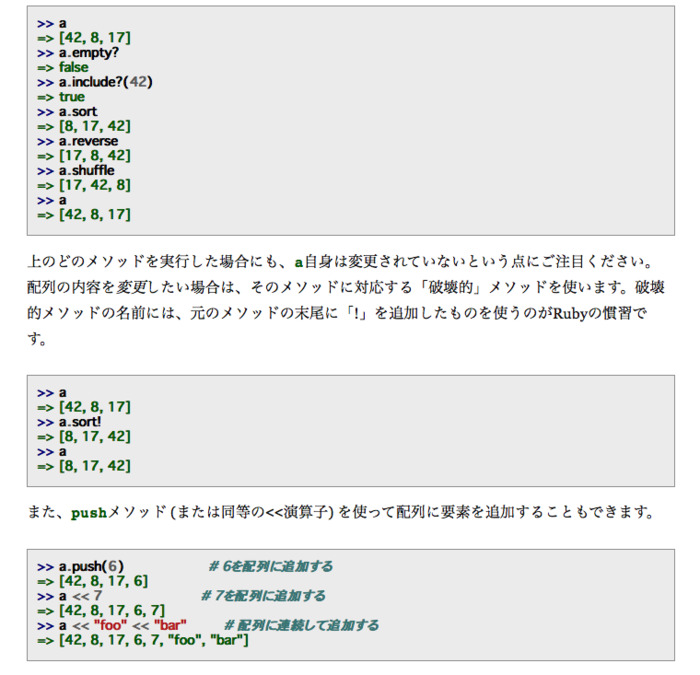 >> a
=> [42, 8, 17]
>> a.empty?
=> false
>> a.include?(42)
=> true
>> a.sort
=> [8, 17, 42]
>> a.reverse
=> [17, 8, 42]
>> a.shuffle
=> [17, 42, 8]
>> a
=> [42, 8, 17]
上のどのメソッドを実行した場合にも、a自身は変更されていないという点にご注目ください。
配列の内容を変更したい場合は、そのメソッドに対応する「破壊的」メソッドを使います。破壊
的メソッドの名前には、元のメソッドの末尾に「!」を追加したものを使うのがRubyの慣習で
す。
>> a
=> [42, 8, 17]
>> a.sort!
=> [8, 17, 42]
>> a
=> [8, 17, 42]
また、pushメソッド (または同等の<<演算子) を使って配列に要素を追加することもできます。
>> a.push(6) # 6を配列に追加する
=> [42, 8, 17, 6]
>> a << 7 # 7を配列に追加する
=> [42, 8, 17, 6, 7]
>> a << "foo" << "bar" # 配列に連続して追加する
=> [42, 8, 17, 6, 7, "foo", "bar"]